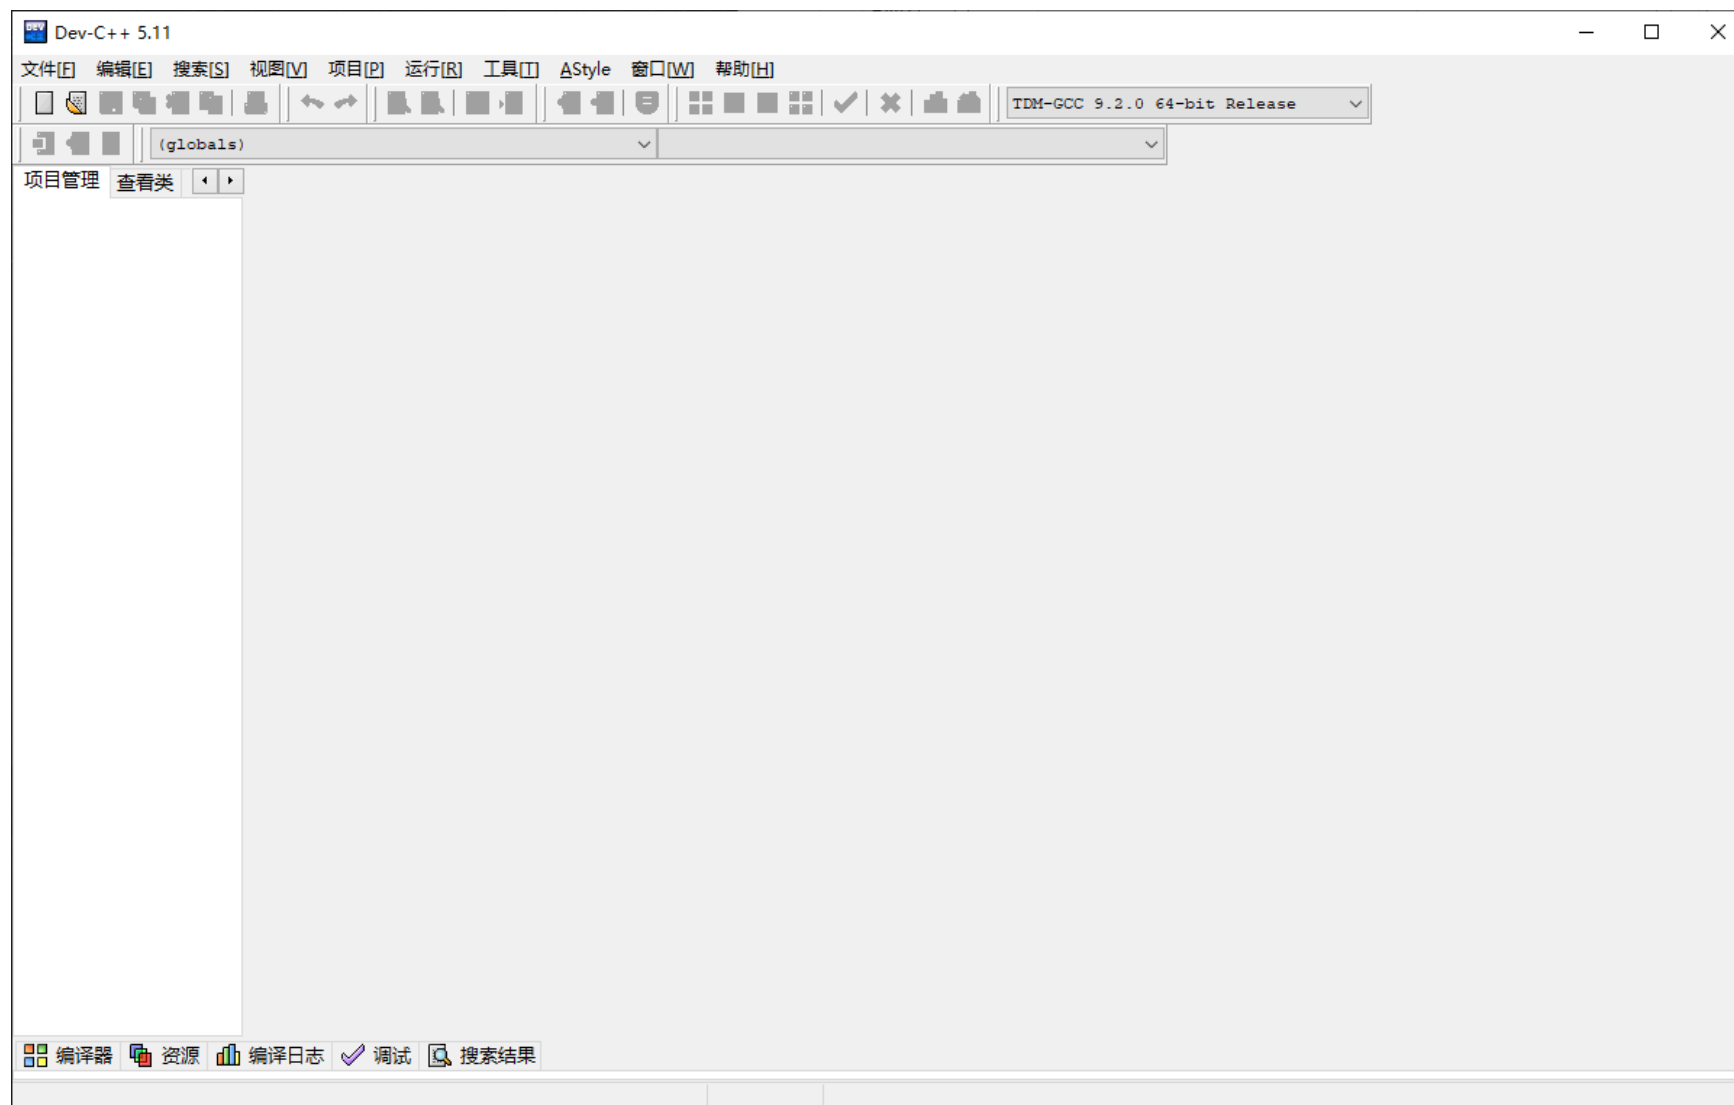 Dev-C++ 5.11
文件[F] 编辑[E] 搜索[S] 视图[V] 项目[P] 运行[R] 工具[T] AStyle 窗口[W] 帮助[H]
TDM-GCC 9.2.0 64-bit Release
(globals)
项目管理 查看类
编译器 资源 编译日志 调试 搜索结果